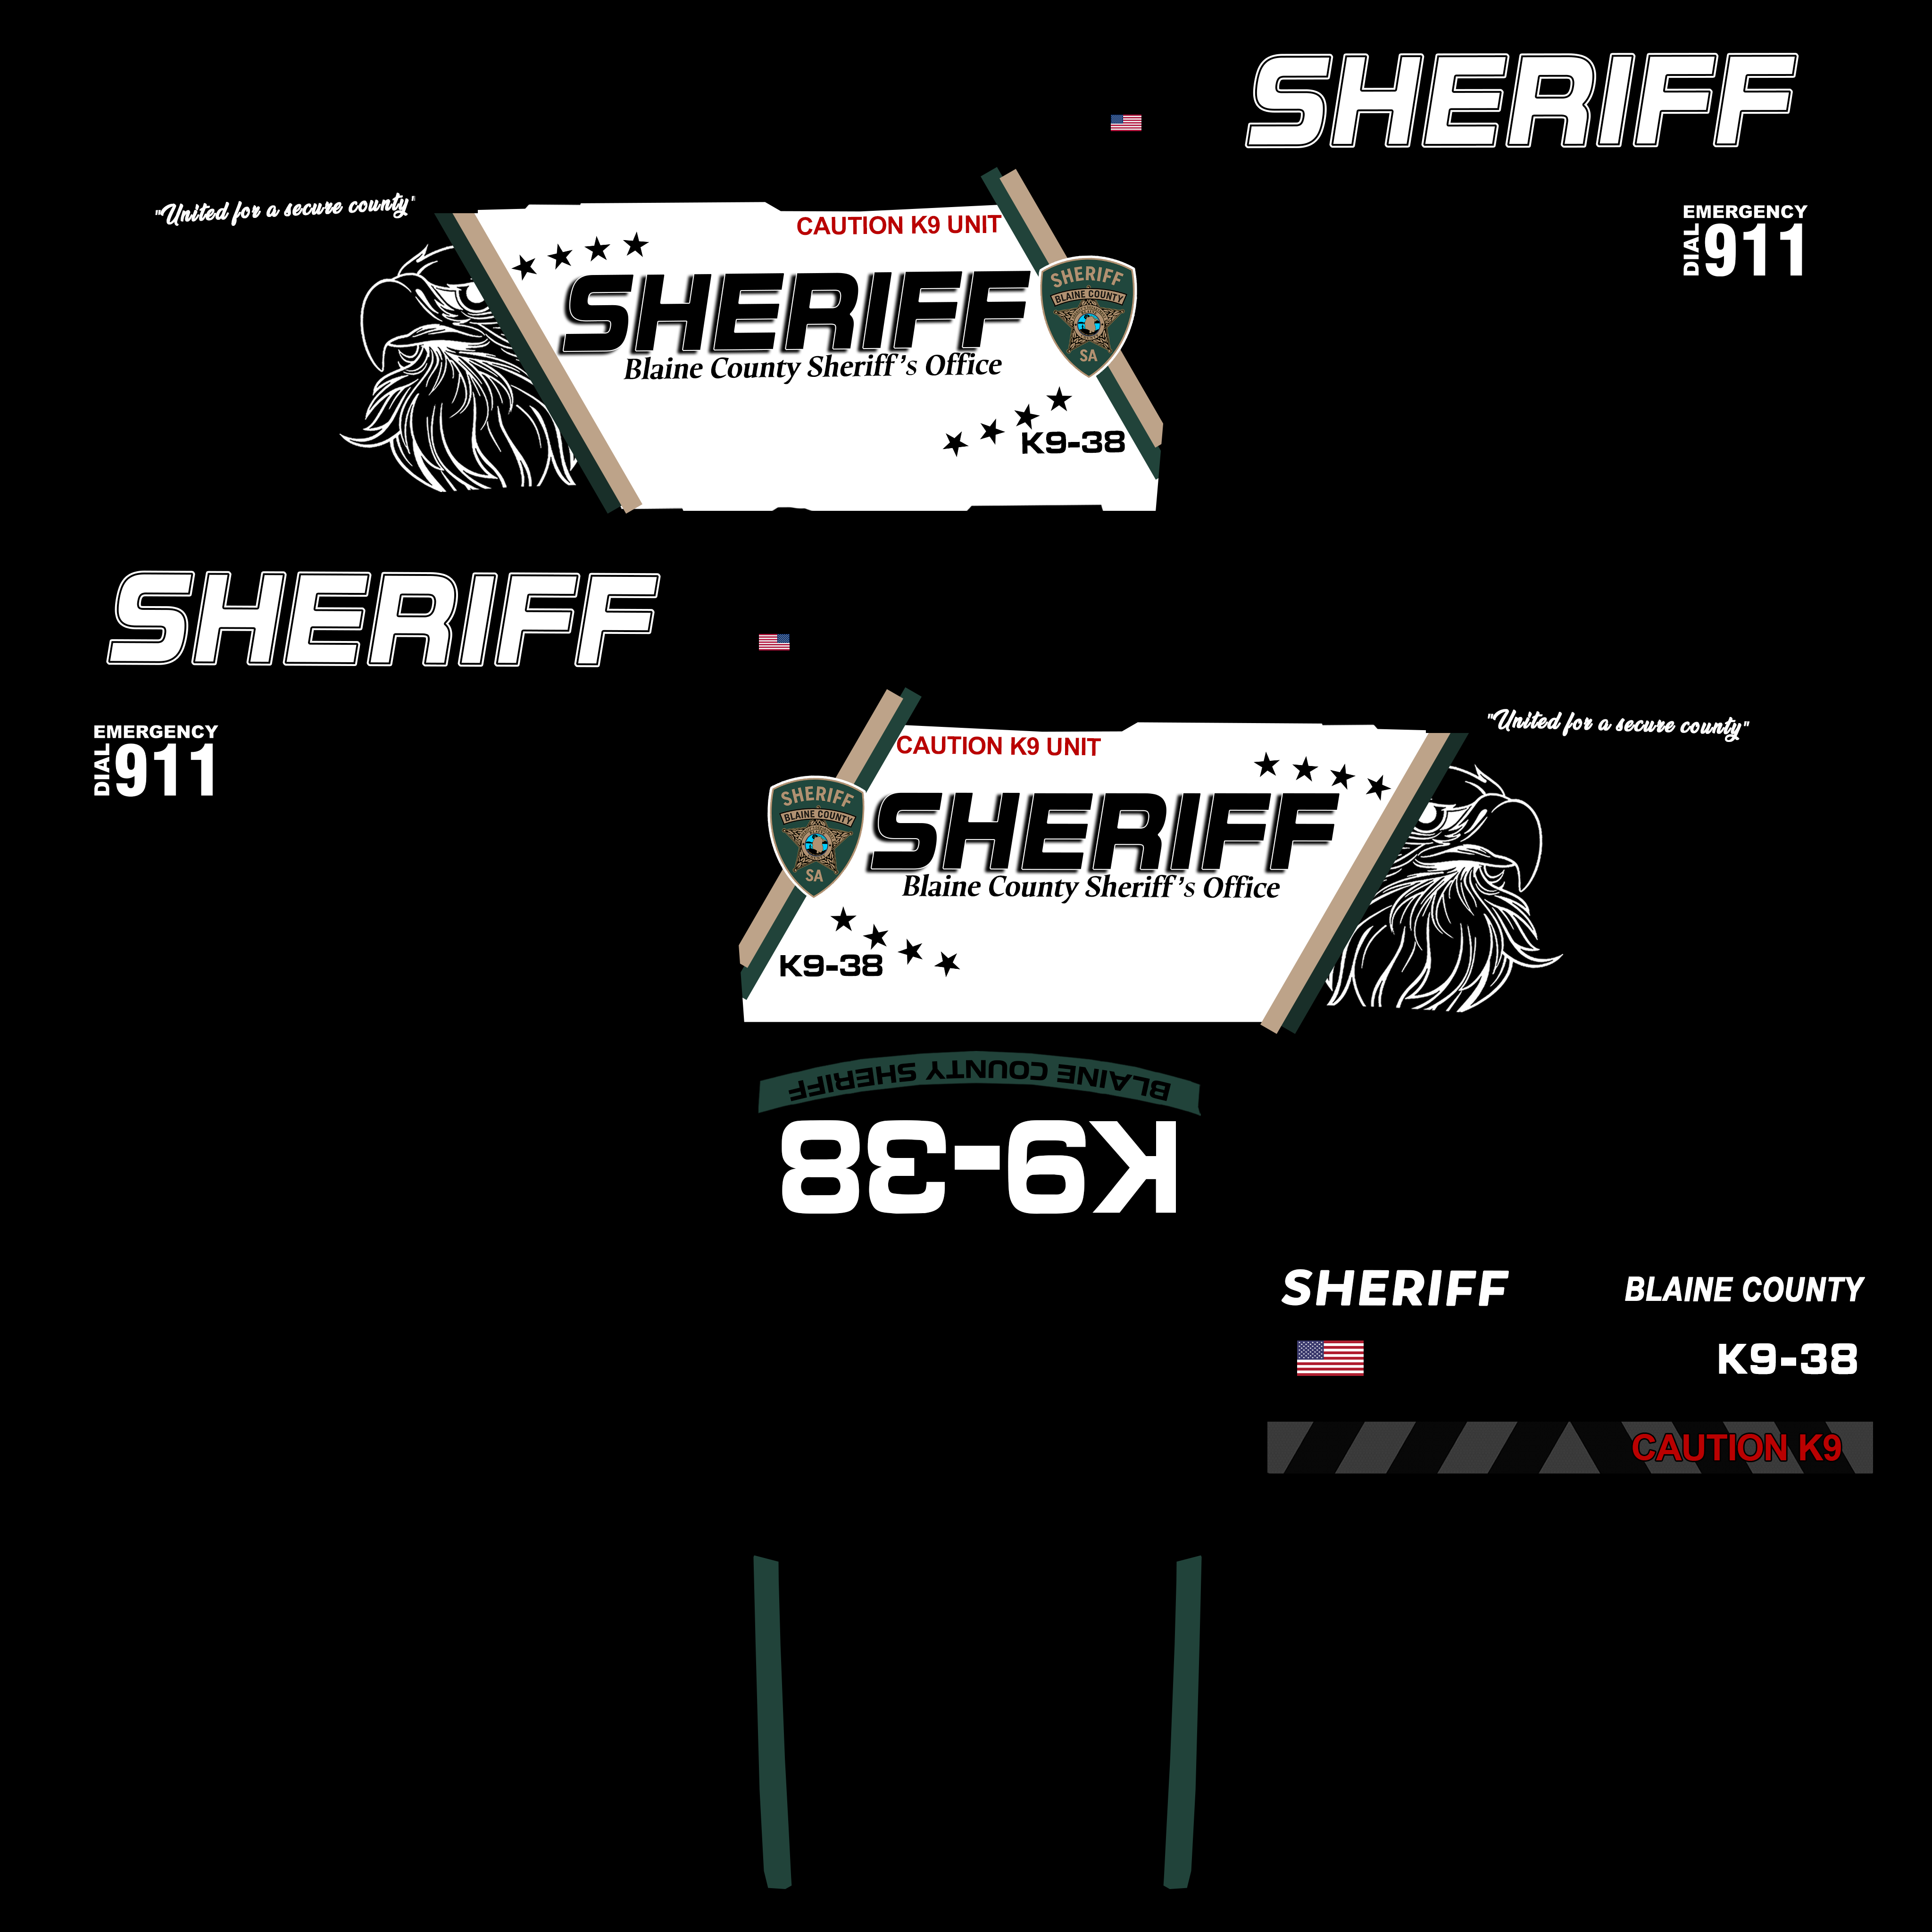 SHERIFF
"United for a secure county"
EMERGENCY
DIAL
911
CAUTION K9 UNIT
SHERIFF
Blaine County Sheriff's Office
SHERIFF
BLAINE COUNTY
SA
K9-38
SHERIFF
EMERGENCY
DIAL
911
"United for a secure county"
CAUTION K9 UNIT
SHERIFF
BLAINE COUNTY
SA
SHERIFF
Blaine County Sheriff's Office
K9-38
BLAINE COUNTY SHERIFF
K9-38
SHERIFF
BLAINE COUNTY
K9-38
CAUTION K9